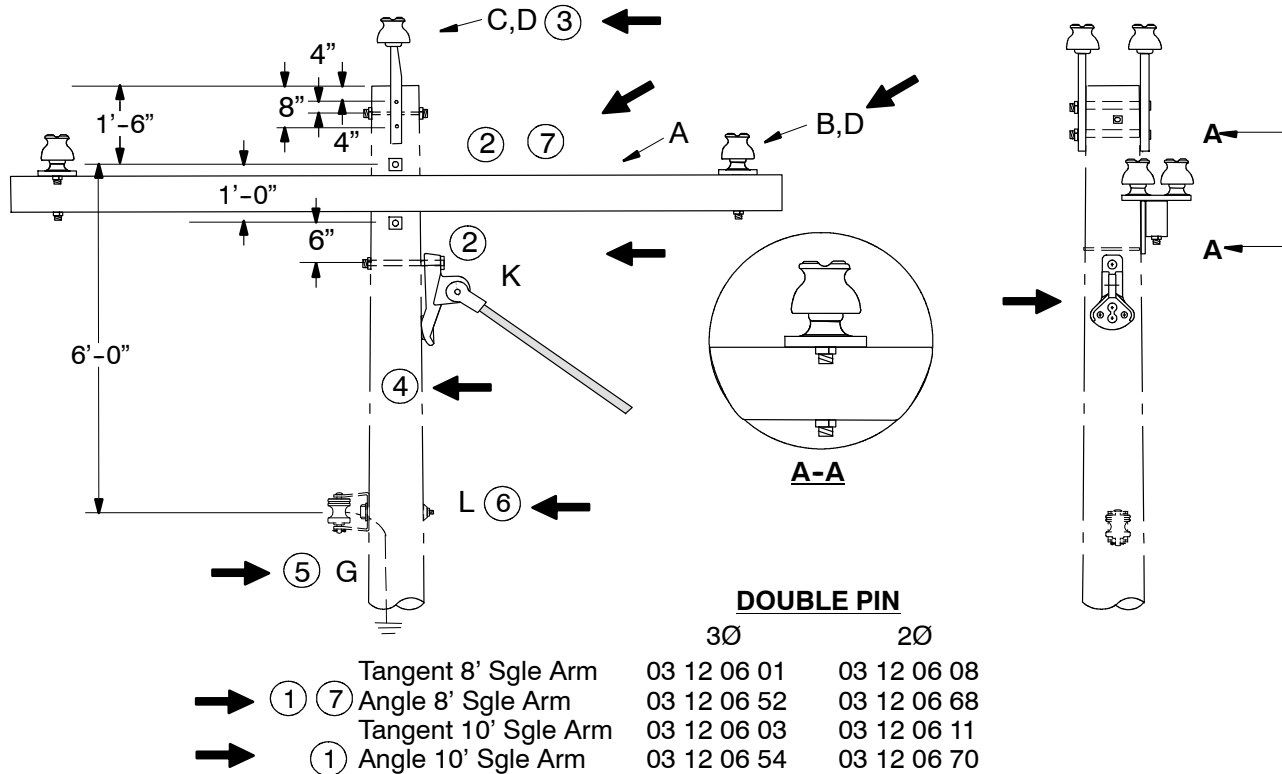 C,D 3
4”
8”
1’-6”
4”
2 7 A B,D
A
1’-0”
6” 2
A
K
6’-0”
4
A-A
L 6
5 G
DOUBLE PIN
3Ø 2Ø
Tangent 8’ Sgle Arm 03 12 06 01 03 12 06 08
1 7 Angle 8’ Sgle Arm 03 12 06 52 03 12 06 68
Tangent 10’ Sgle Arm 03 12 06 03 03 12 06 11
1 Angle 10’ Sgle Arm 03 12 06 54 03 12 06 70